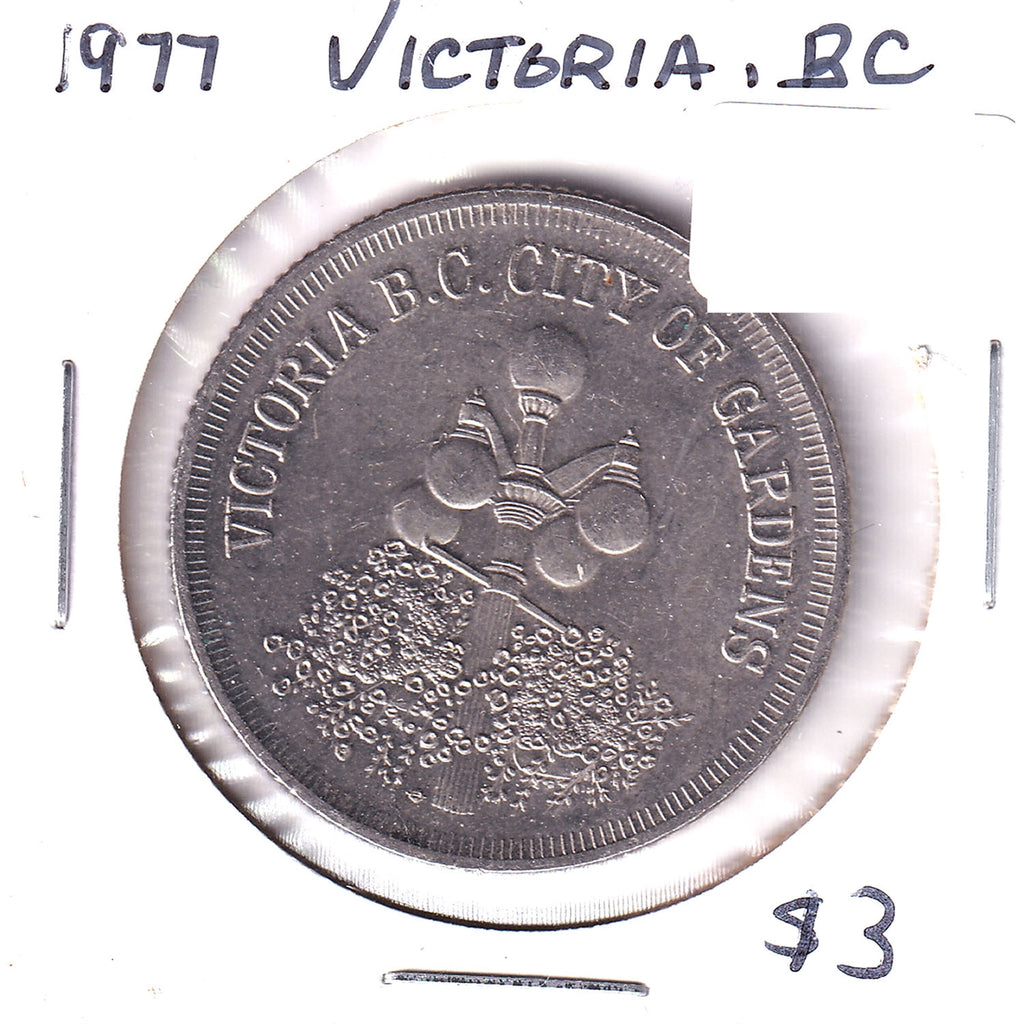 1977 VICTORIA, BC
VICTORIA B.C. CITY OF GARDENS
$3